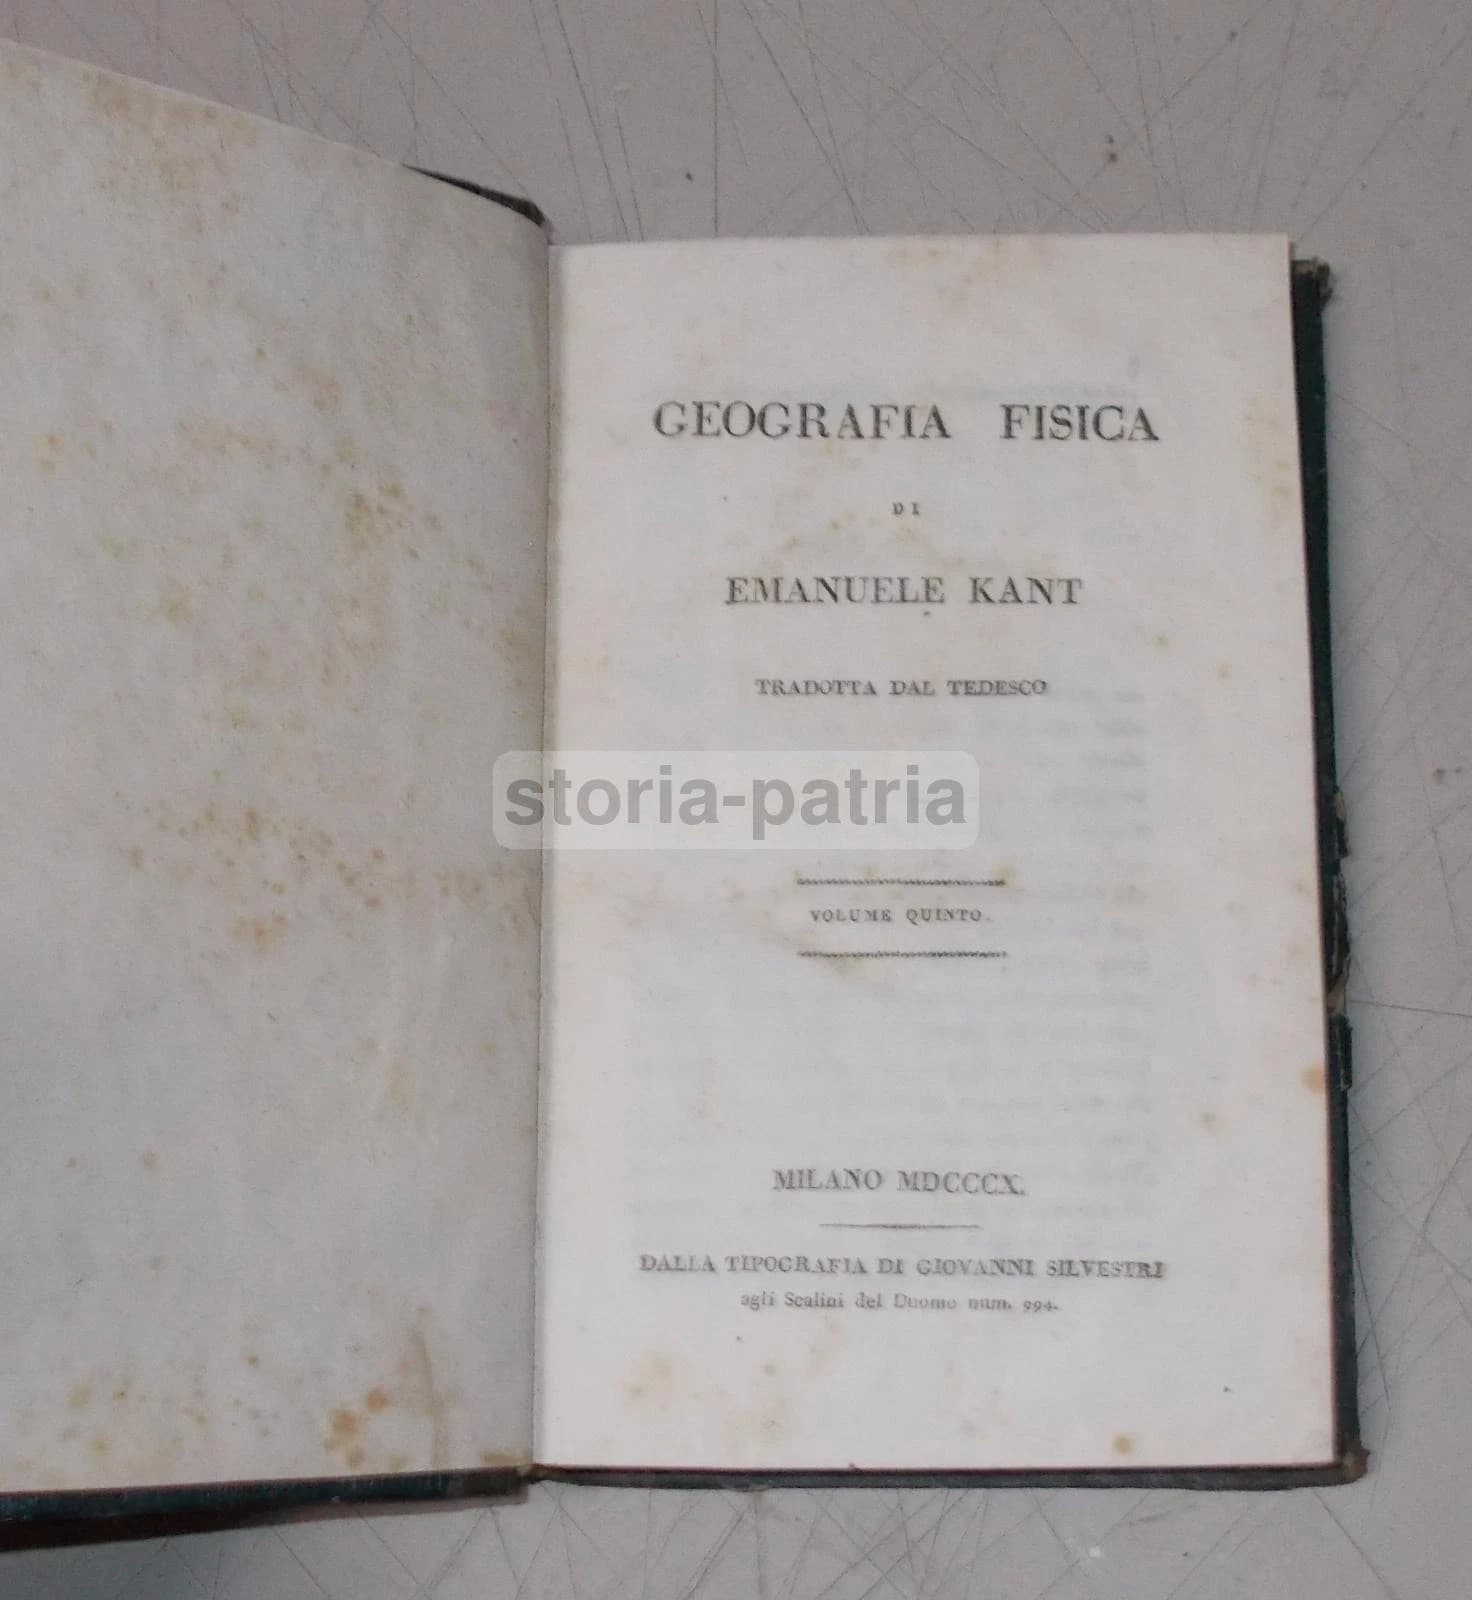 GEOGRAFIA FISICA
DI
EMANUELE KANT
TRADOTTA DAL TEDESCO
storia-patria
VOLUME QUINTO.
MILANO MDCCCX.
DALLA TIPOGRAFIA DI GIOVANNI SILVESTRI
agli Scalini del Duomo num. 994.